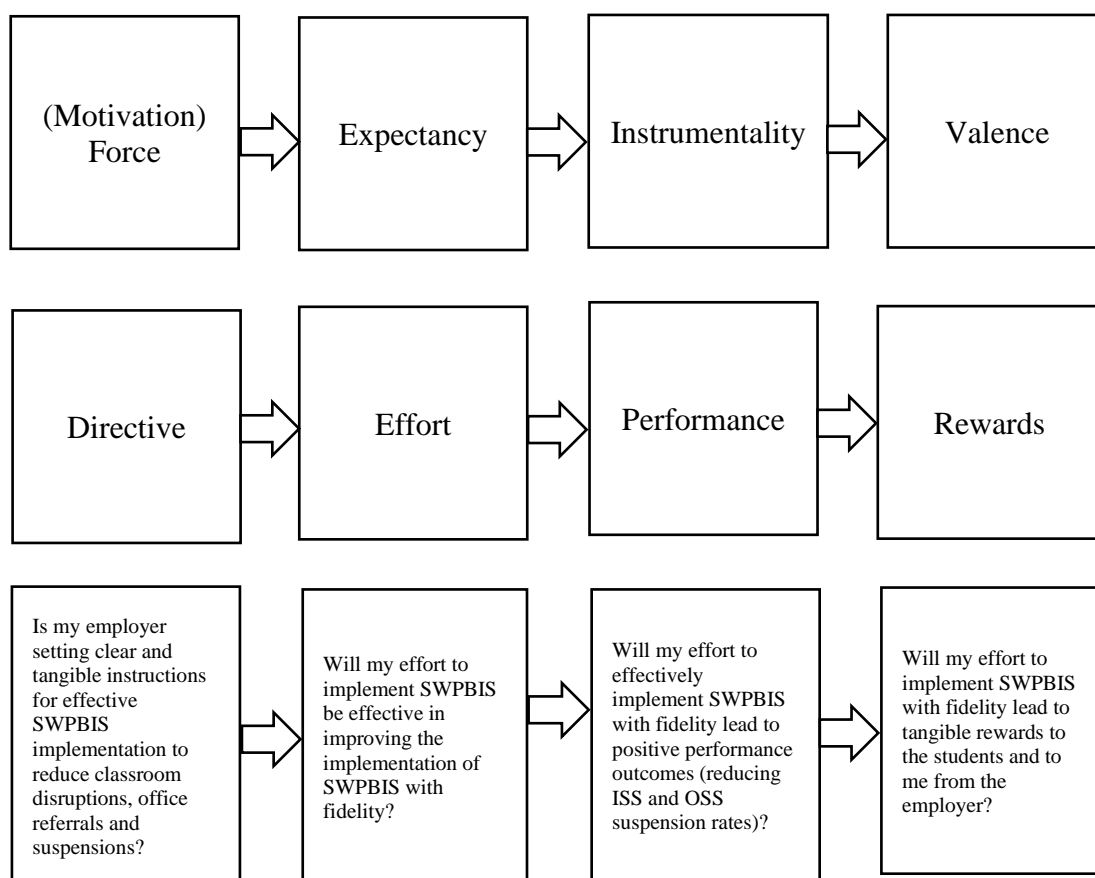 (Motivation)
Force
Expectancy
Instrumentality
Valence
Directive
Effort
Performance
Rewards
Is my employer
setting clear and
tangible instructions
for effective
SWPBIS
implementation to
reduce classroom
disruptions, office
referrals and
suspensions?
Will my effort to
implement SWPBIS
be effective in
improving the
implementation of
SWPBIS with
fidelity?
Will my effort to
effectively
implement SWPBIS
with fidelity lead to
positive performance
outcomes (reducing
ISS and OSS
suspension rates)?
Will my effort to
implement SWPBIS
with fidelity lead to
tangible rewards to
the students and to
me from the
employer?